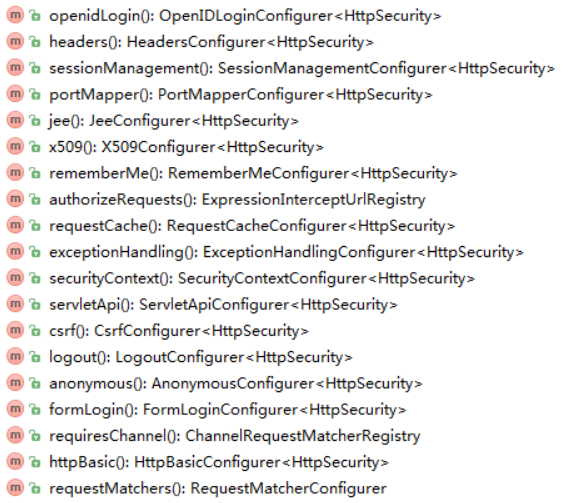 m openidLogin(): OpenIDLoginConfigurer<HttpSecurity>
m headers(): HeadersConfigurer<HttpSecurity>
m sessionManagement(): SessionManagementConfigurer<HttpSecurity>
m portMapper(): PortMapperConfigurer<HttpSecurity>
m jee(): JeeConfigurer<HttpSecurity>
m x509(): X509Configurer<HttpSecurity>
m rememberMe(): RememberMeConfigurer<HttpSecurity>
m authorizeRequests(): ExpressionInterceptUrlRegistry
m requestCache(): RequestCacheConfigurer<HttpSecurity>
m exceptionHandling(): ExceptionHandlingConfigurer<HttpSecurity>
m securityContext(): SecurityContextConfigurer<HttpSecurity>
m servletApi(): ServletApiConfigurer<HttpSecurity>
m csrf(): CsrfConfigurer<HttpSecurity>
m logout(): LogoutConfigurer<HttpSecurity>
m anonymous(): AnonymousConfigurer<HttpSecurity>
m formLogin(): FormLoginConfigurer<HttpSecurity>
m requiresChannel(): ChannelRequestMatcherRegistry
m httpBasic(): HttpBasicConfigurer<HttpSecurity>
m requestMatchers(): RequestMatcherConfigurer